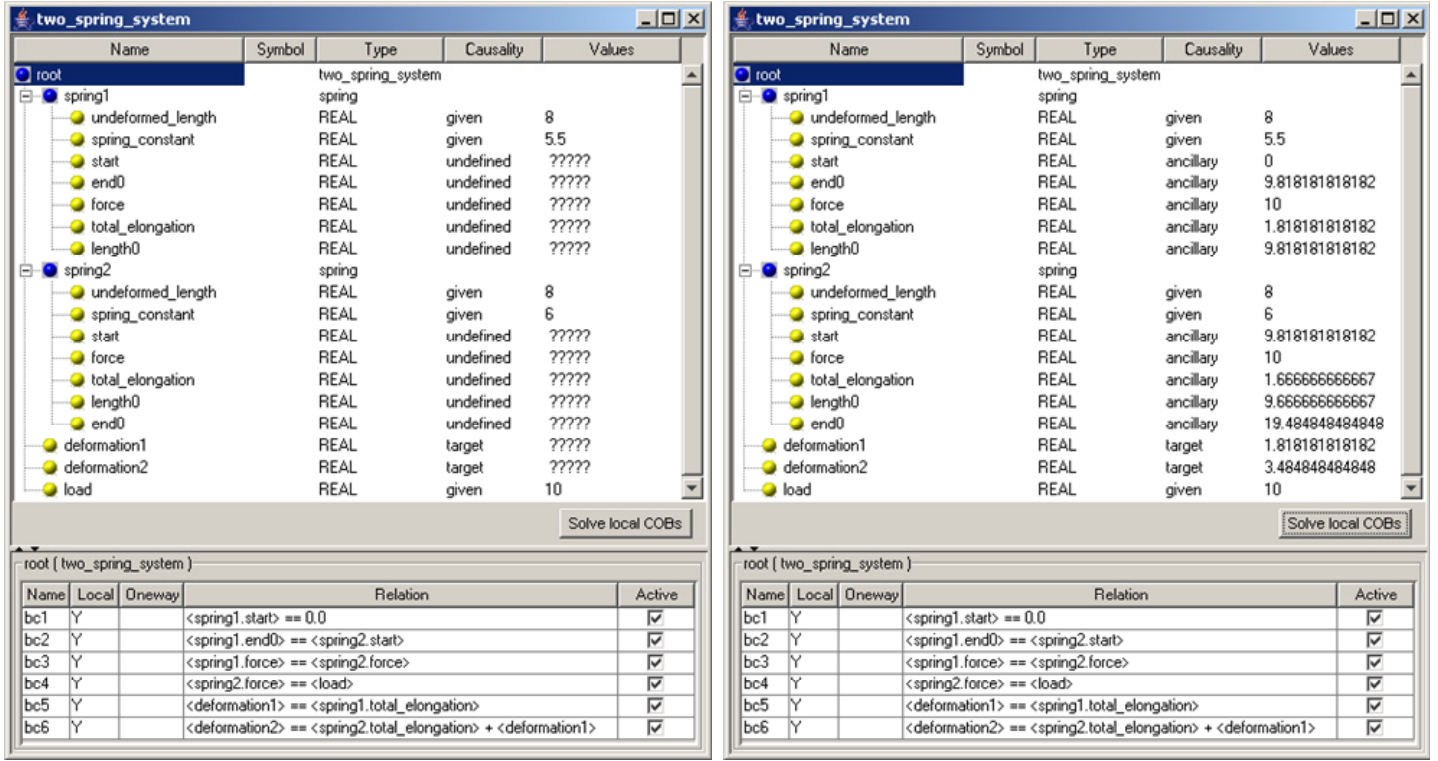 two_spring_system
Name Symbol Type Causality Values
root two_spring_system
spring1 spring
undeformed_length REAL given 8
spring_constant REAL given 5.5
start REAL undefined ?????
end0 REAL undefined ?????
force REAL undefined ?????
total_elongation REAL undefined ?????
length0 REAL undefined ?????
spring2 spring
undeformed_length REAL given 8
spring_constant REAL given 6
start REAL undefined ?????
force REAL undefined ?????
total_elongation REAL undefined ?????
length0 REAL undefined ?????
end0 REAL undefined ?????
deformation1 REAL target ?????
deformation2 REAL target ?????
load REAL given 10
Solve local COBs
root ( two_spring_system )
Name Local Oneway Relation Active
bc1 Y <spring1.start> == 0.0
bc2 Y <spring1.end0> == <spring2.start>
bc3 Y <spring1.force> == <spring2.force>
bc4 Y <spring2.force> == <load>
bc5 Y <deformation1> == <spring1.total_elongation>
bc6 Y <deformation2> == <spring2.total_elongation> + <deformation1>
two_spring_system
Name Symbol Type Causality Values
root two_spring_system
spring1 spring
undeformed_length REAL given 8
spring_constant REAL given 5.5
start REAL ancillary 0
end0 REAL ancillary 9.818181818182
force REAL ancillary 10
total_elongation REAL ancillary 1.818181818182
length0 REAL ancillary 9.818181818182
spring2 spring
undeformed_length REAL given 8
spring_constant REAL given 6
start REAL ancillary 9.818181818182
force REAL ancillary 10
total_elongation REAL ancillary 1.666666666667
length0 REAL ancillary 9.666666666667
end0 REAL ancillary 19.484848484848
deformation1 REAL target 1.818181818182
deformation2 REAL target 3.484848484848
load REAL given 10
Solve local COBs
root ( two_spring_system )
Name Local Oneway Relation Active
bc1 Y <spring1.start> == 0.0
bc2 Y <spring1.end0> == <spring2.start>
bc3 Y <spring1.force> == <spring2.force>
bc4 Y <spring2.force> == <load>
bc5 Y <deformation1> == <spring1.total_elongation>
bc6 Y <deformation2> == <spring2.total_elongation> + <deformation1>